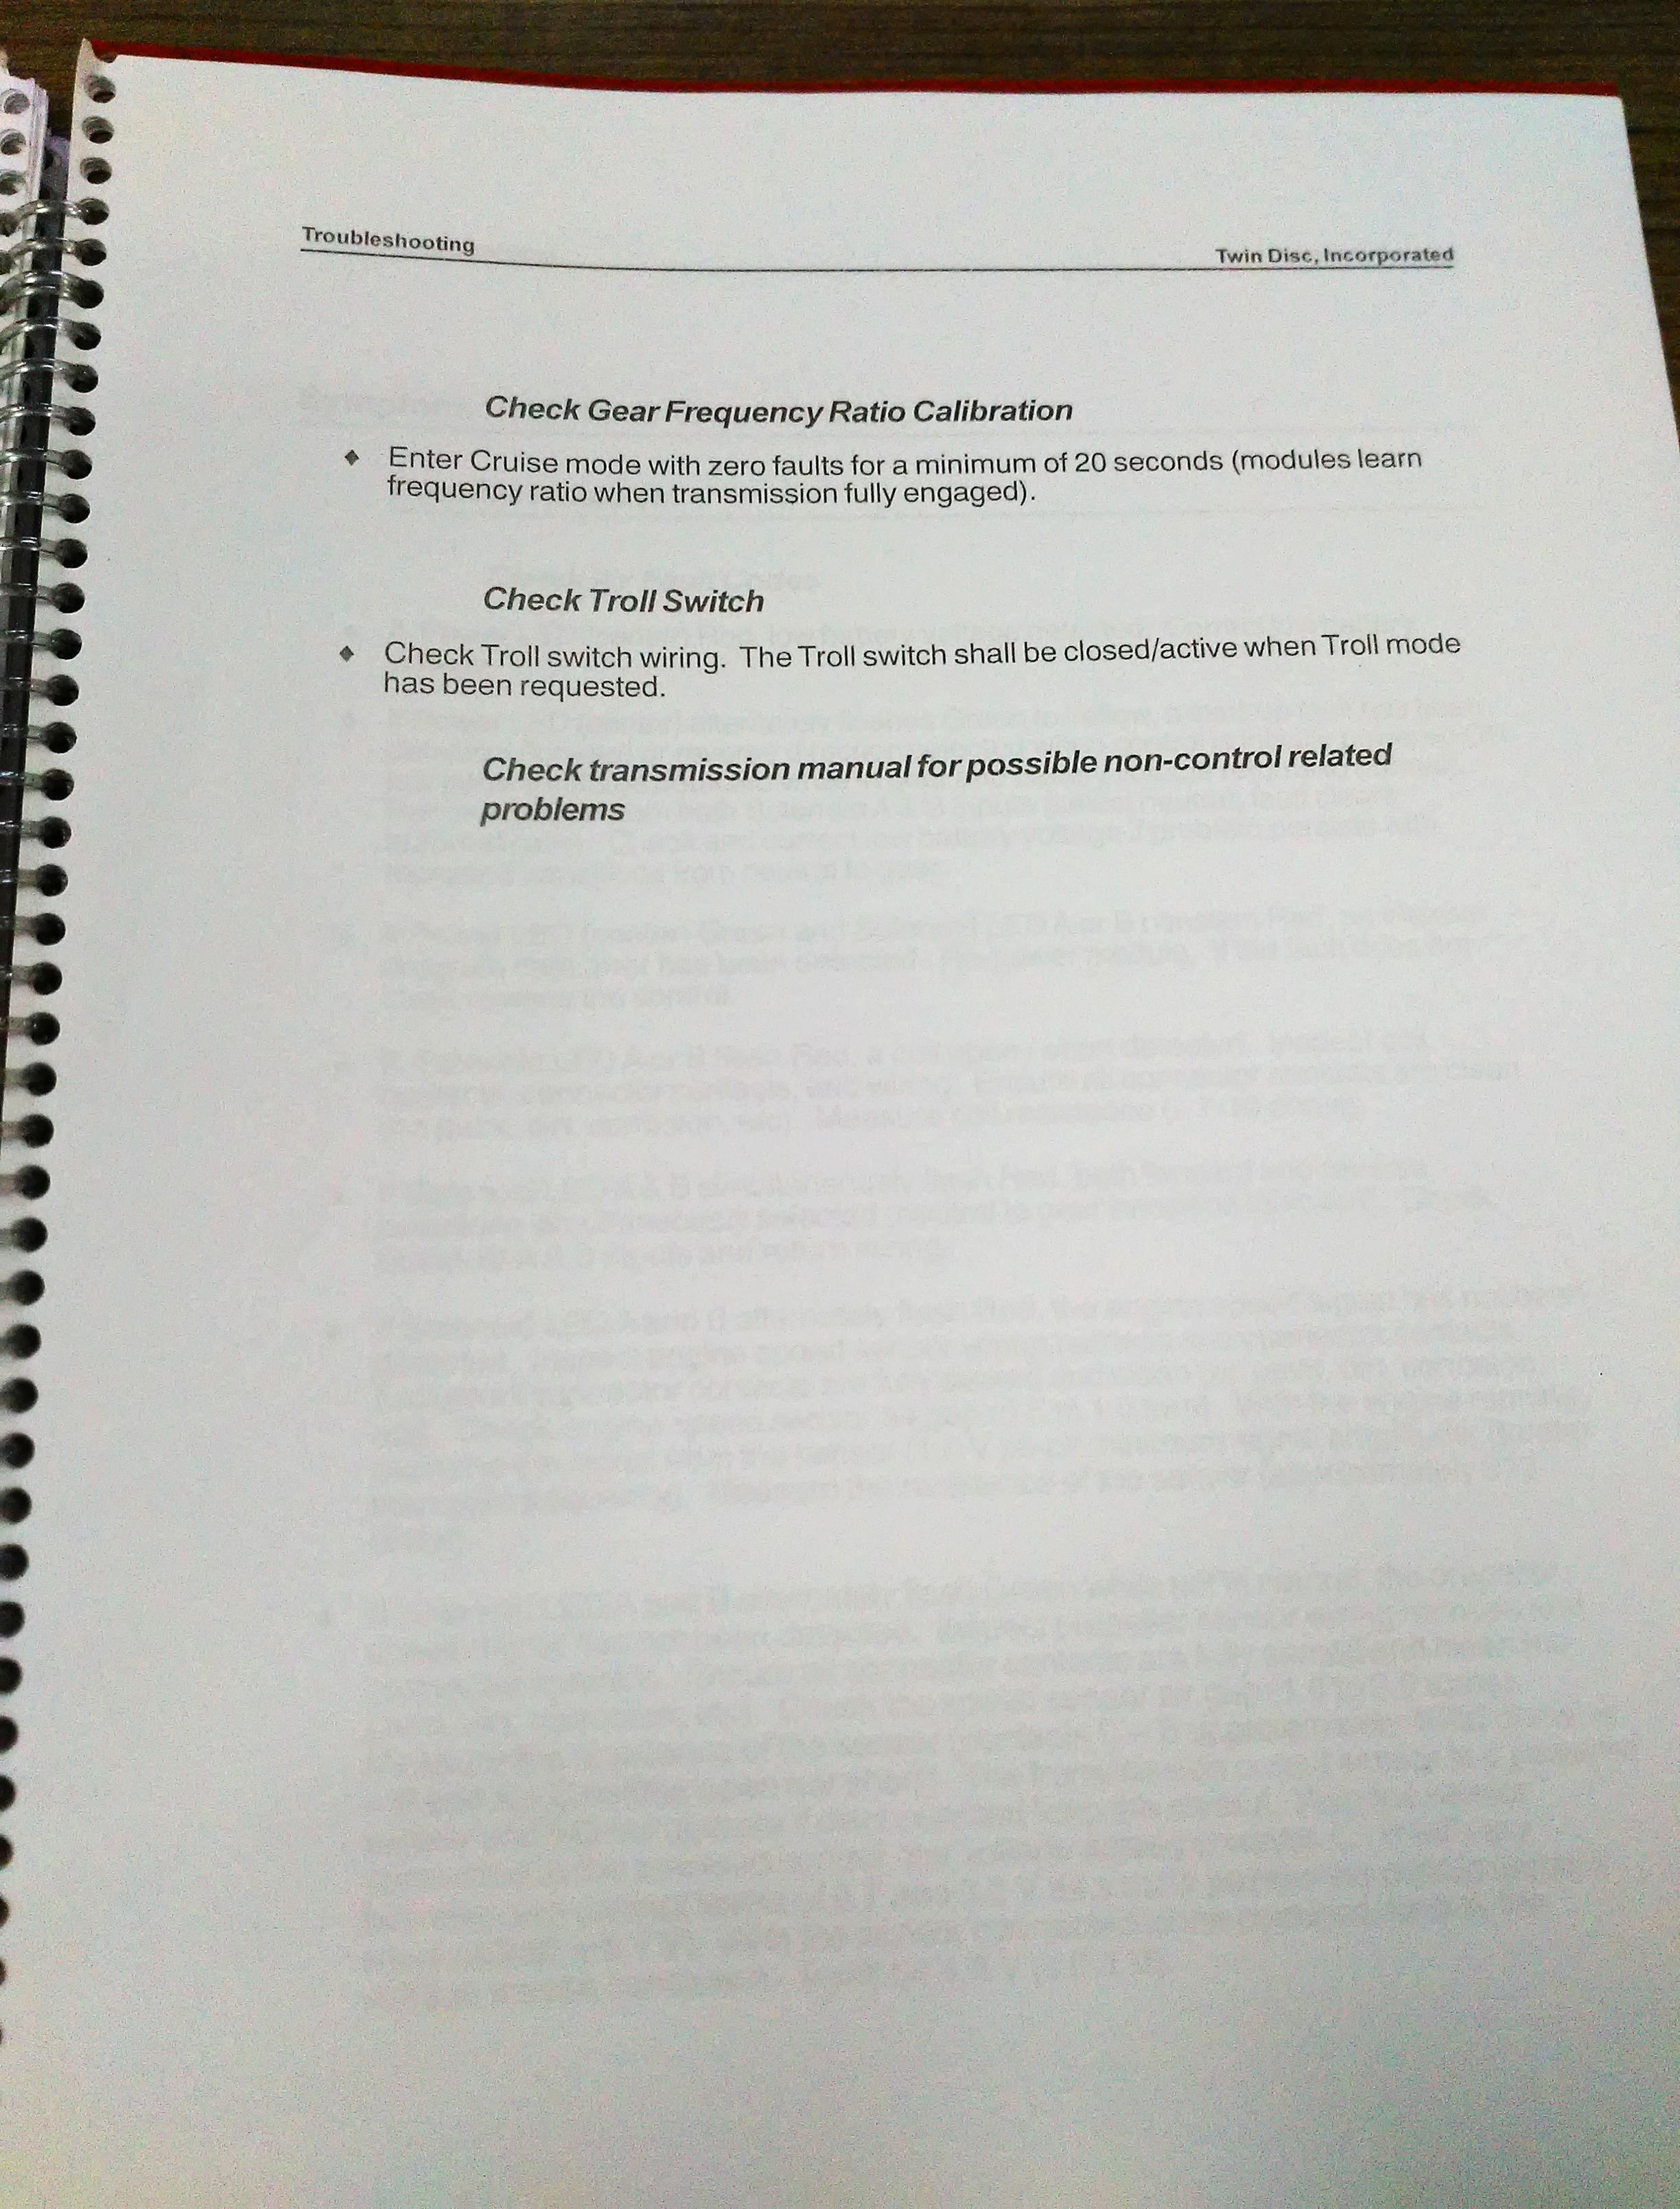 Troubleshooting
Twin Disc, Incorporated
Check Gear Frequency Ratio Calibration
◆ Enter Cruise mode with zero faults for a minimum of 20 seconds (modules learn
frequency ratio when transmission fully engaged).
Check Troll Switch
◆ Check Troll switch wiring. The Troll switch shall be closed/active when Troll mode
has been requested.
Check transmission manual for possible non-control related
problems